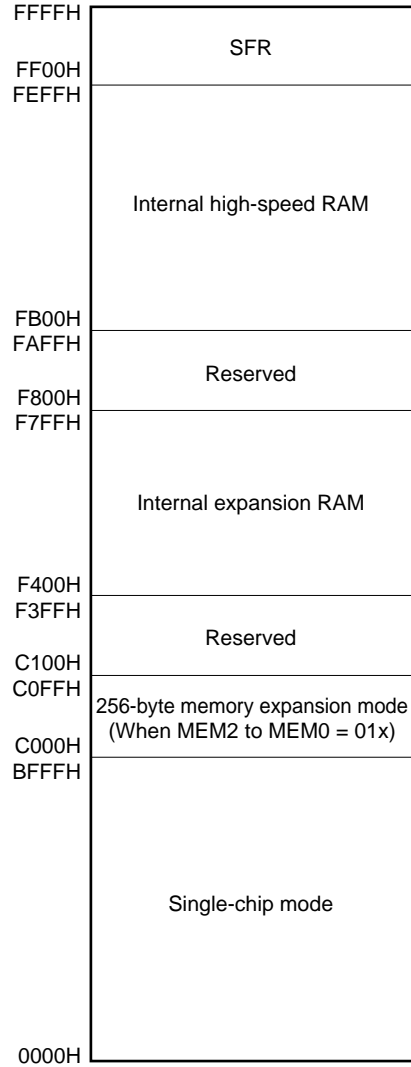 FFFFH
SFR
FF00H
FEFFH
Internal high-speed RAM
FB00H
FAFFH
Reserved
F800H
F7FFH
Internal expansion RAM
F400H
F3FFH
Reserved
C100H
C0FFH
256-byte memory expansion mode
(When MEM2 to MEM0 = 01x)
C000H
BFFFH
Single-chip mode
0000H